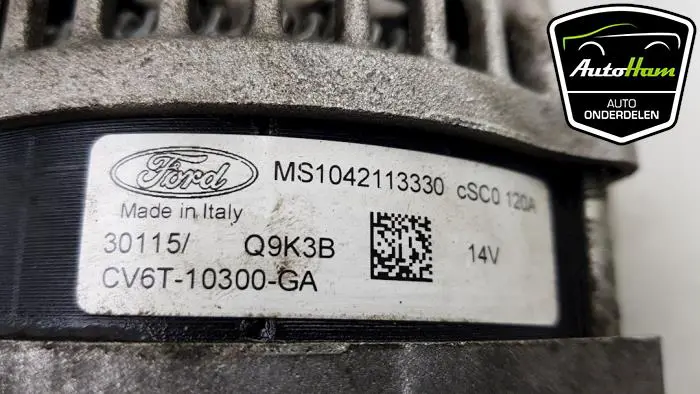 AutoHam
AUTO
ONDERDELEN
Ford
MS1042113330 cSC0 120A
Made in Italy
30115/ Q9K3B
14V
CV6T-10300-GA